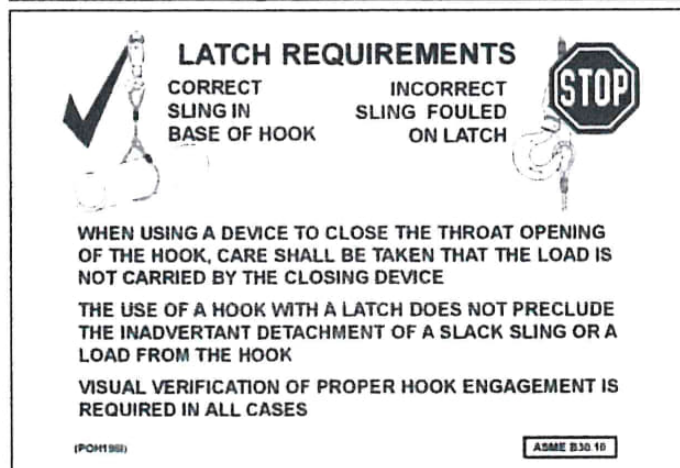 LATCH REQUIREMENTS
CORRECT
SLING IN
BASE OF HOOK
INCORRECT
SLING FOULED
ON LATCH
STOP
WHEN USING A DEVICE TO CLOSE THE THROAT OPENING
OF THE HOOK, CARE SHALL BE TAKEN THAT THE LOAD IS
NOT CARRIED BY THE CLOSING DEVICE
THE USE OF A HOOK WITH A LATCH DOES NOT PRECLUDE
THE INADVERTANT DETACHMENT OF A SLACK SLING OR A
LOAD FROM THE HOOK
VISUAL VERIFICATION OF PROPER HOOK ENGAGEMENT IS
REQUIRED IN ALL CASES
ASME B30.10